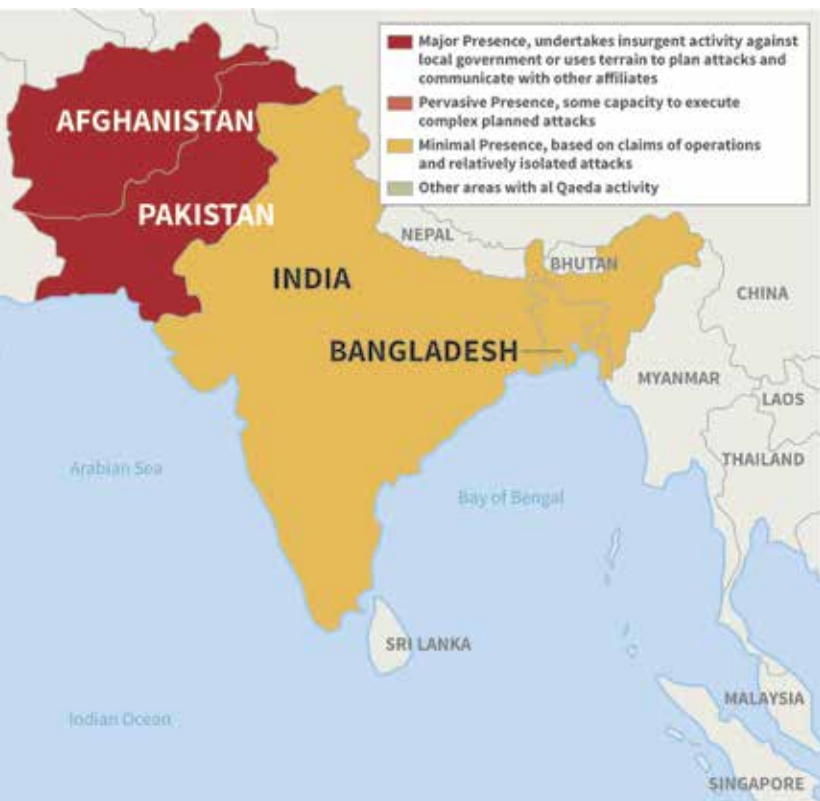 Major Presence, undertakes insurgent activity against
local government or uses terrain to plan attacks and
communicate with other affiliates
Pervasive Presence, some capacity to execute
complex planned attacks
Minimal Presence, based on claims of operations
and relatively isolated attacks
Other areas with al Qaeda activity
AFGHANISTAN
PAKISTAN
NEPAL
BHUTAN
INDIA
CHINA
BANGLADESH
MYANMAR
LAOS
THAILAND
Arabian Sea
Bay of Bengal
SRI LANKA
MALAYSIA
Indian Ocean
SINGAPORE